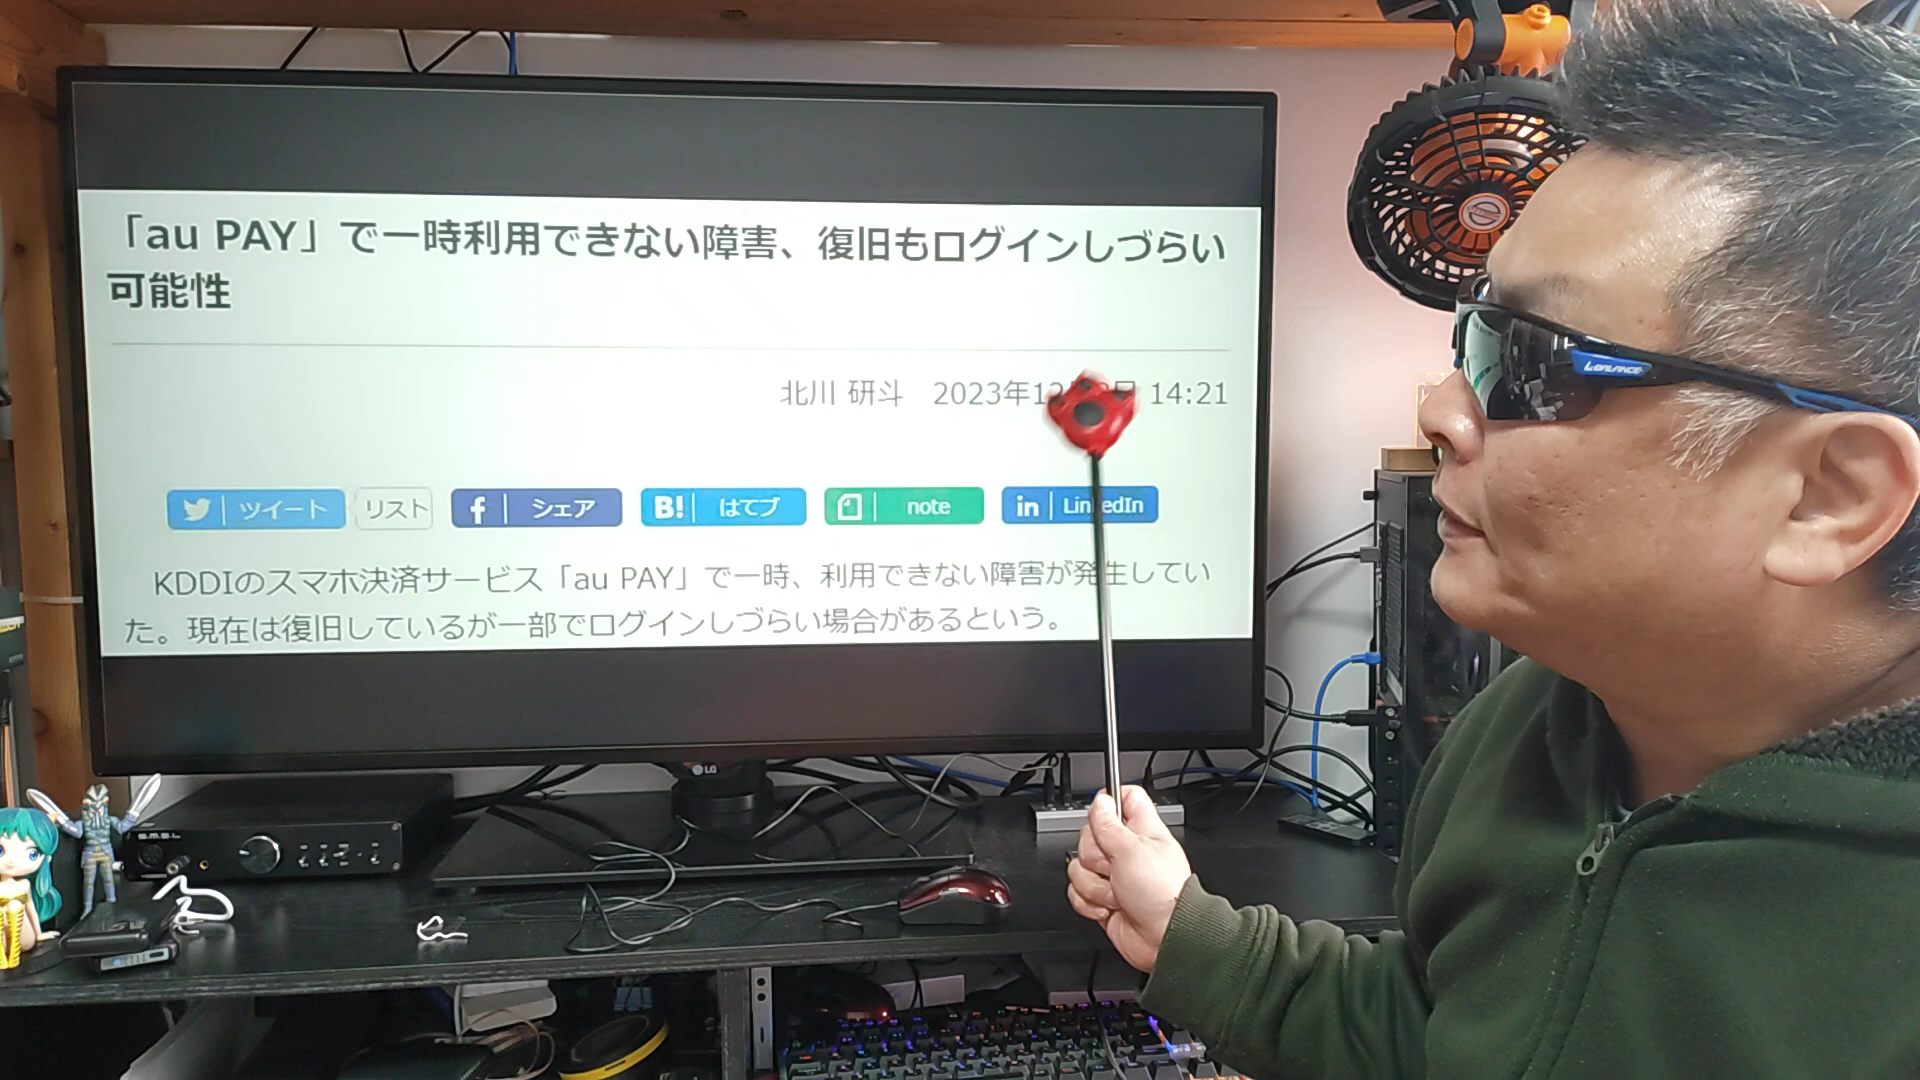 「au PAY」で一時利用できない障害、復旧もログインしづらい
可能性
北川 研斗 2023年12 日 14:21
ツイート リスト シェア B! はてブ note in LinkedIn
KDDIのスマホ決済サービス「au PAY」で一時、利用できない障害が発生してい
た。現在は復旧しているが一部でログインしづらい場合があるという。
LG
S.M.S.L